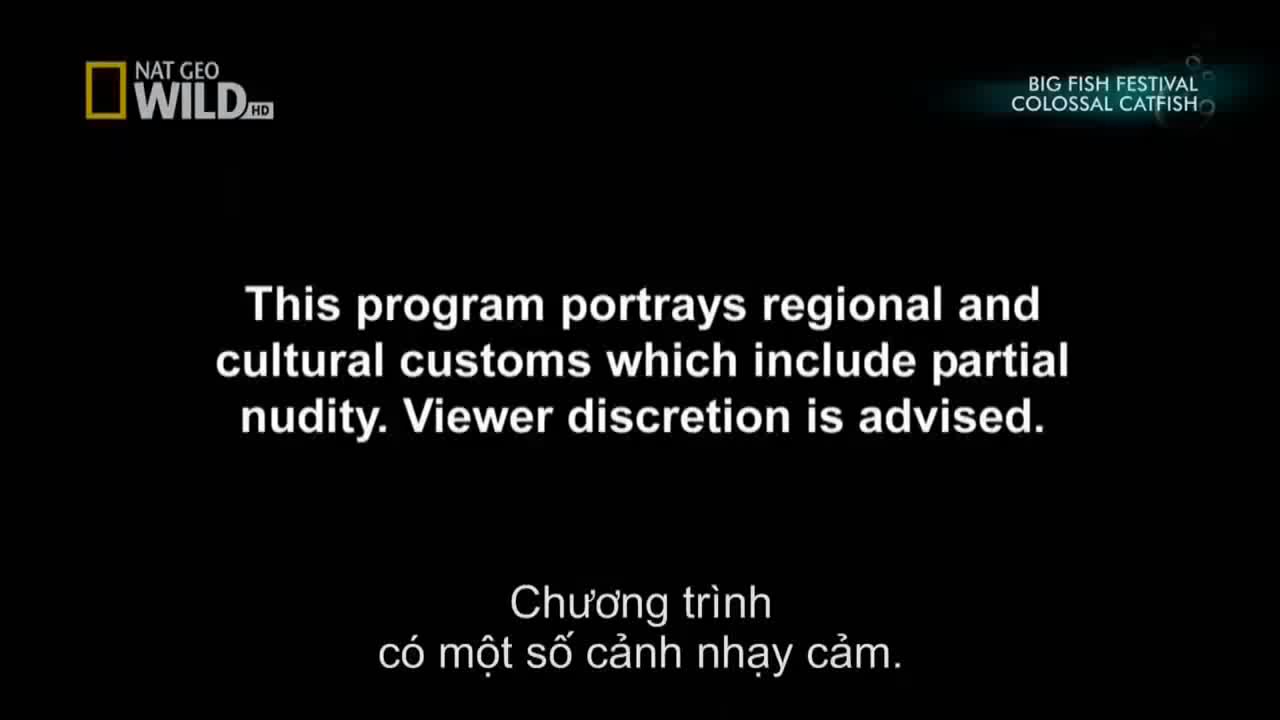 NAT GEO
WILD HD
BIG FISH FESTIVAL
COLOSSAL CATFISH
This program portrays regional and
cultural customs which include partial
nudity. Viewer discretion is advised.
Chương trình
có một số cảnh nhạy cảm.